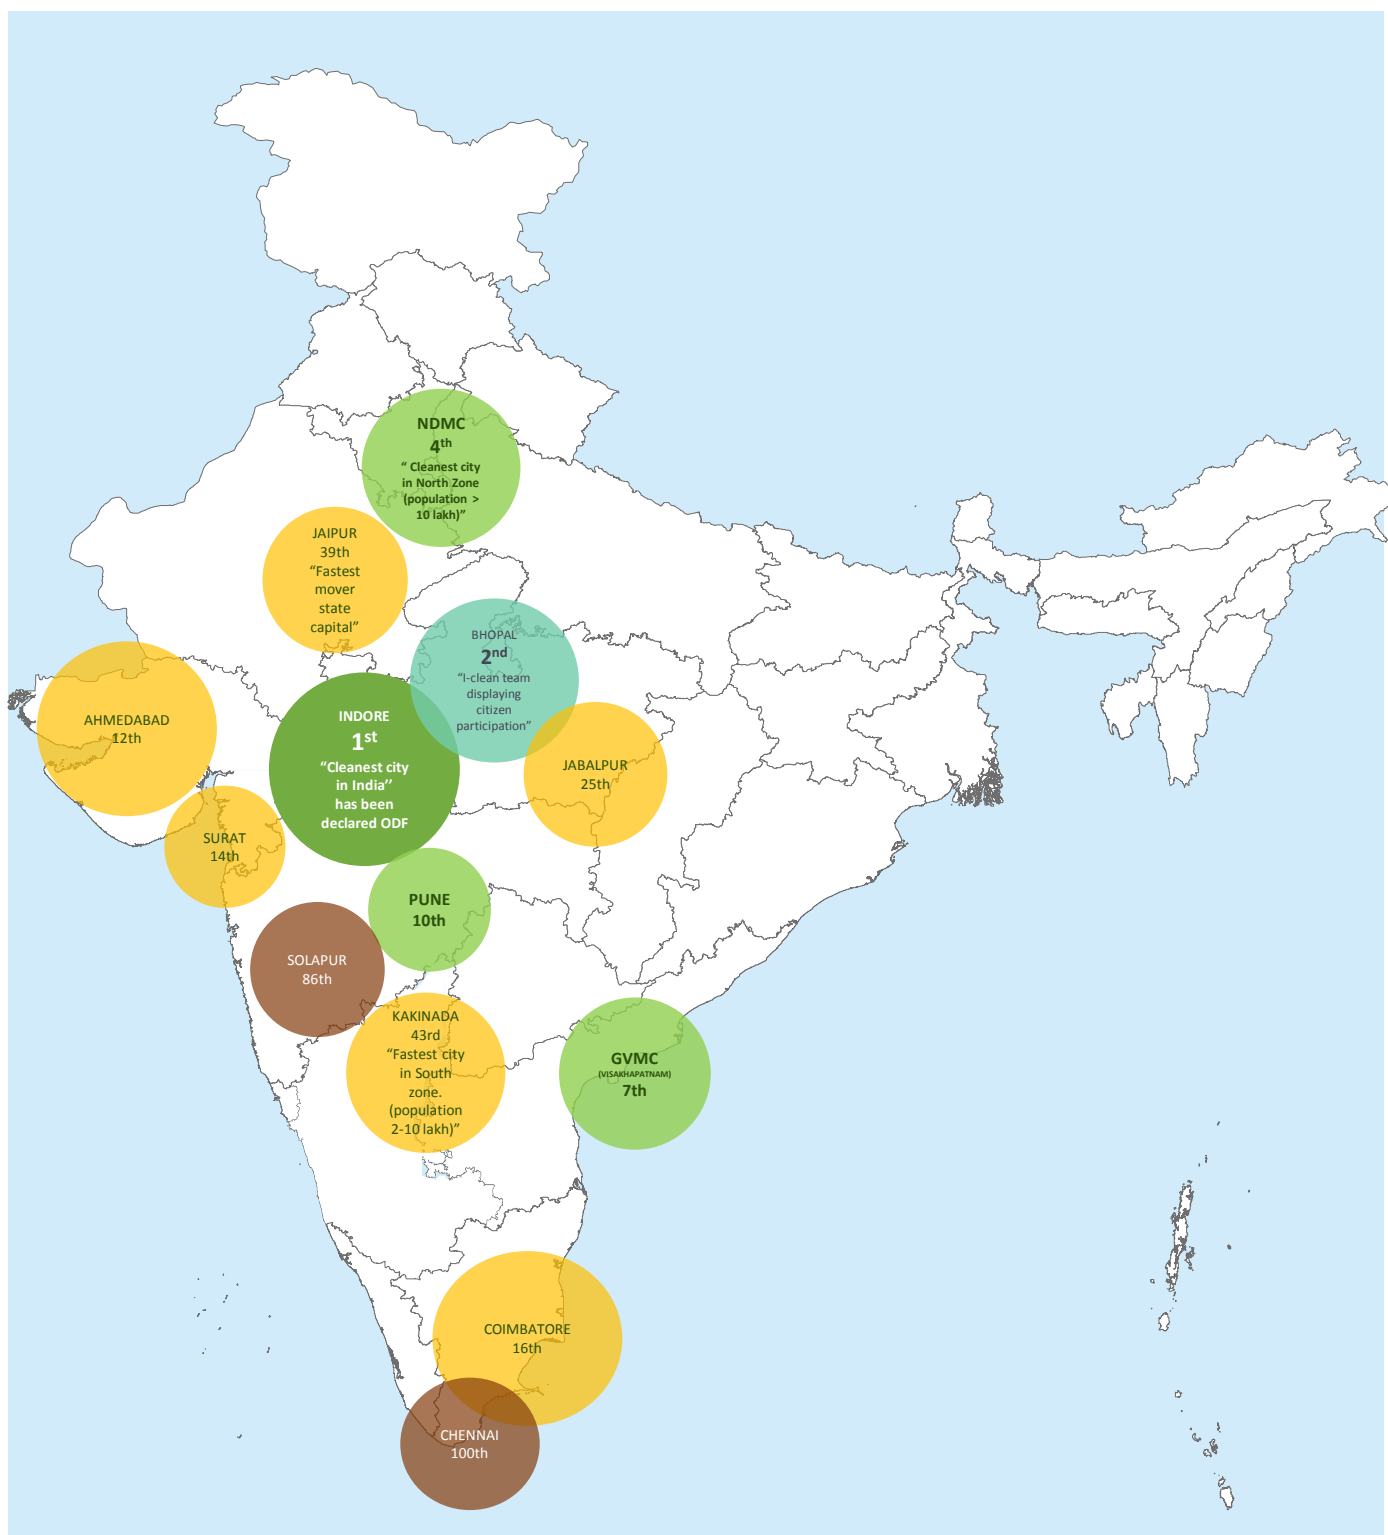 NDMC
4th
“ Cleanest city
in North Zone
(population >
10 lakh)”
JAIPUR
39th
“Fastest
mover
state
capital”
BHOPAL
2nd
“I-clean team
displaying
citizen
participation”
AHMEDABAD
12th
INDORE
1st
“Cleanest city
in India”
has been
declared ODF
JABALPUR
25th
SURAT
14th
PUNE
10th
SOLAPUR
86th
KAKINADA
43rd
“Fastest city
in South
zone.
(population
2-10 lakh)”
GVMC
(VISAKHAPATNAM)
7th
COIMBATORE
16th
CHENNAI
100th